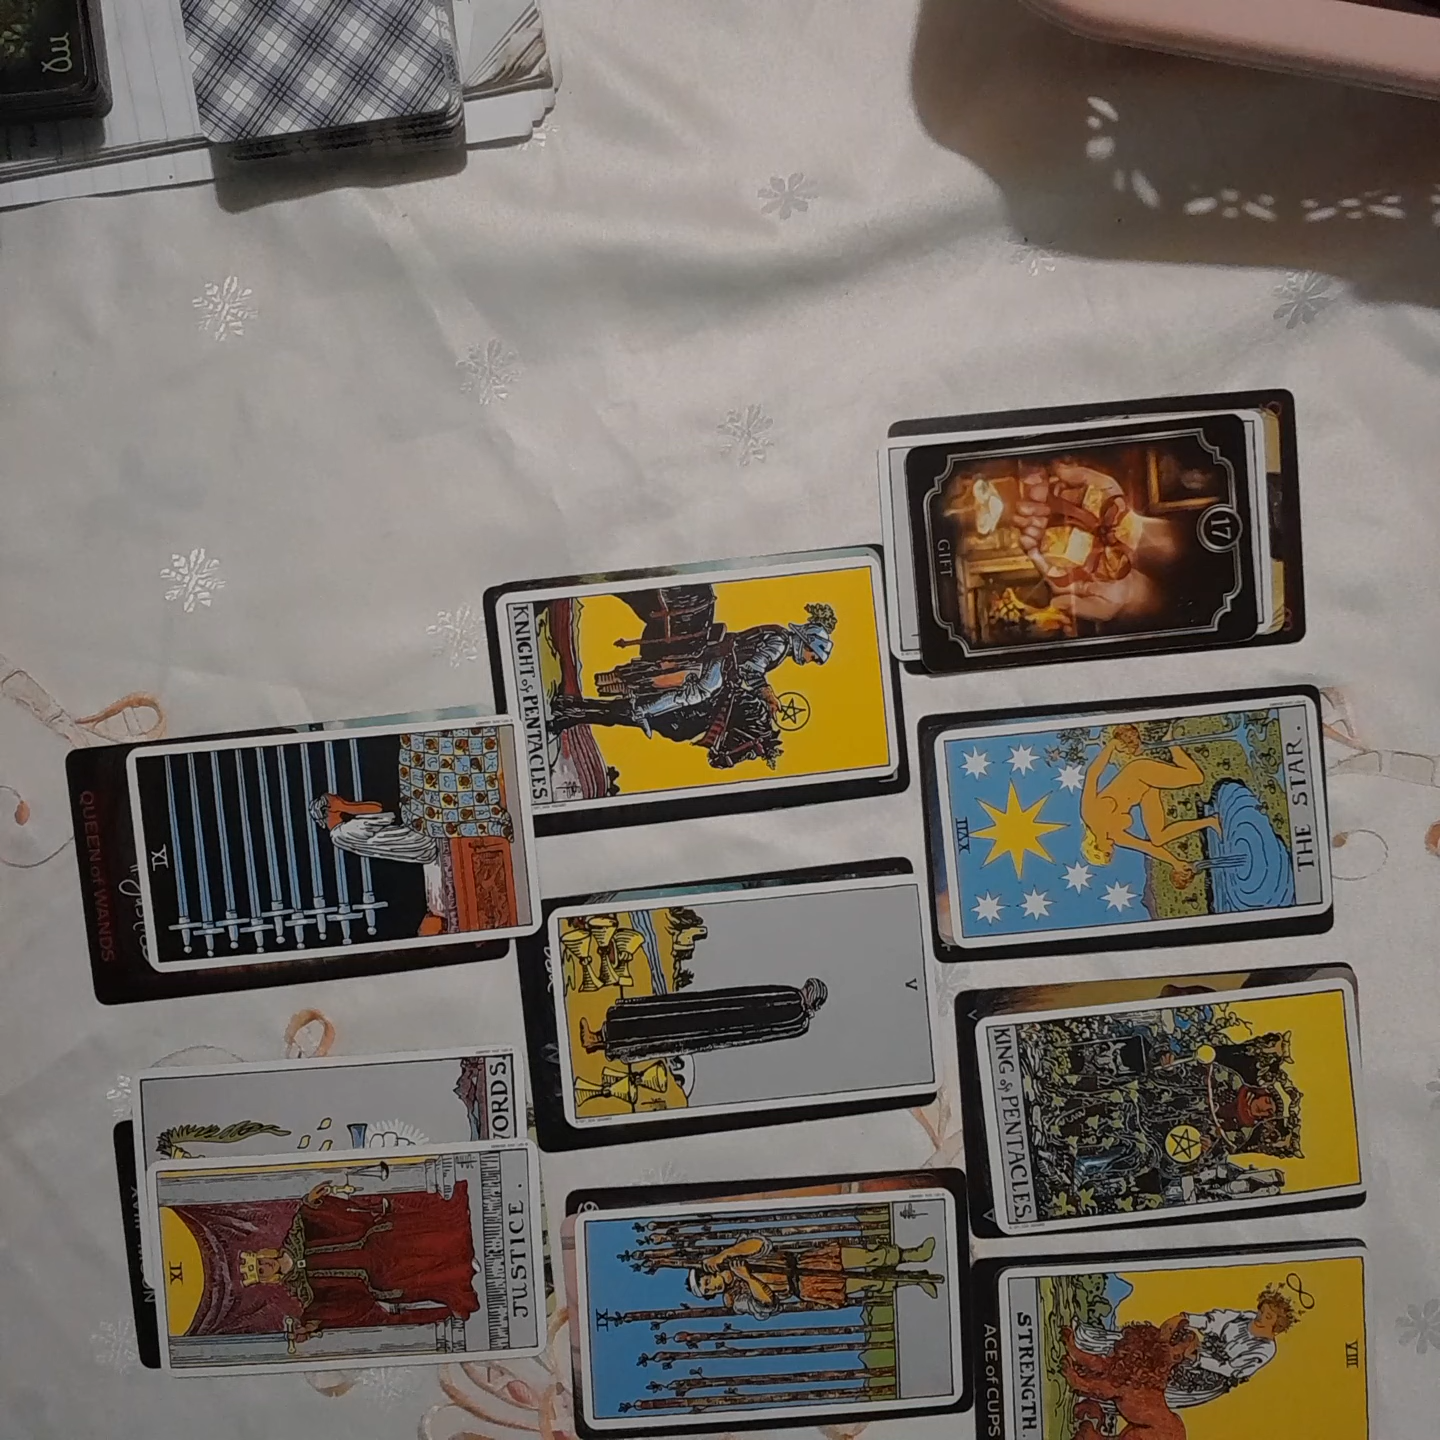 17
GIFT
KNIGHT of PENTACLES.
XVII
THE STAR.
IX
QUEEN of WANDS
V
KING of PENTACLES.
WORDS.
XI
JUSTICE.
IX
VIII
STRENGTH.
ACE of CUPS